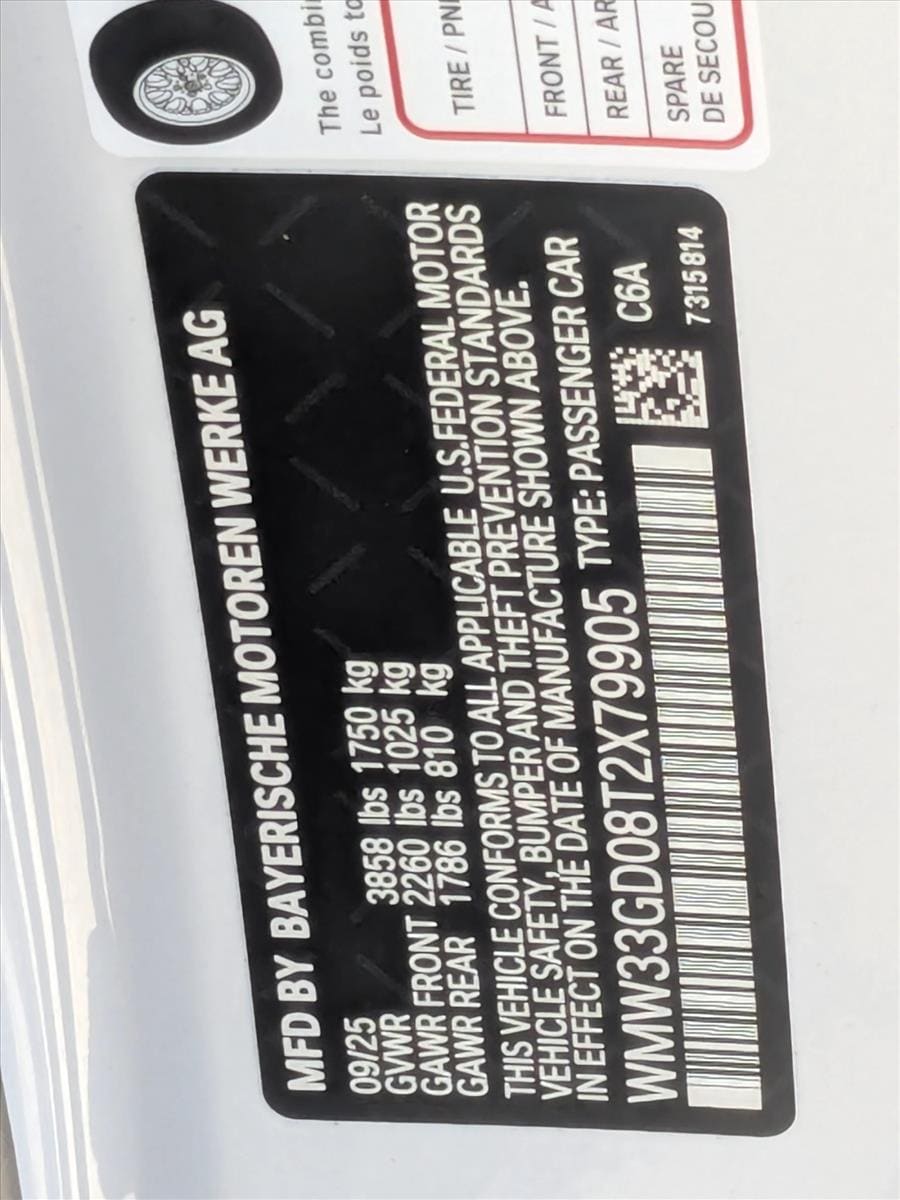 The combi
Le poids to
TIRE / PN
FRONT / A
REAR / AR
SPARE
DE SECOU
MFD BY BAYERISCHE MOTOREN WERKE AG
09/25
GVWR 3858 lbs 1750 kg
GAWR FRONT 2260 lbs 1025 kg
GAWR REAR 1786 lbs 810 kg
THIS VEHICLE CONFORMS TO ALL APPLICABLE U.S.FEDERAL MOTOR
VEHICLE SAFETY, BUMPER AND THEFT PREVENTION STANDARDS
IN EFFECT ON THE DATE OF MANUFACTURE SHOWN ABOVE.
WMW33GD08T2X79905 TYPE: PASSENGER CAR
C6A
7315814